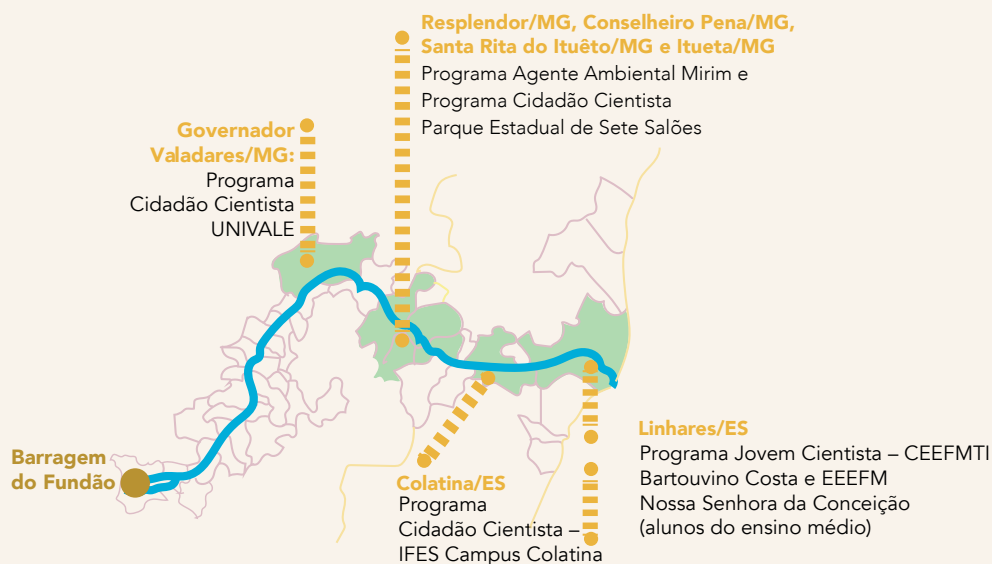 Resplendor/MG, Conselheiro Pena/MG,
Santa Rita do Ituêto/MG e Itueta/MG
Programa Agente Ambiental Mirim e
Programa Cidadão Cientista
Parque Estadual de Sete Salões
Governador
Valadares/MG:
Programa
Cidadão Cientista
UNIVALE
Barragem
do Fundão
Colatina/ES
Programa
Cidadão Cientista –
IFES Campus Colatina
Linhares/ES
Programa Jovem Cientista – CEEFMTI
Bartouvino Costa e EEEFM
Nossa Senhora da Conceição
(alunos do ensino médio)